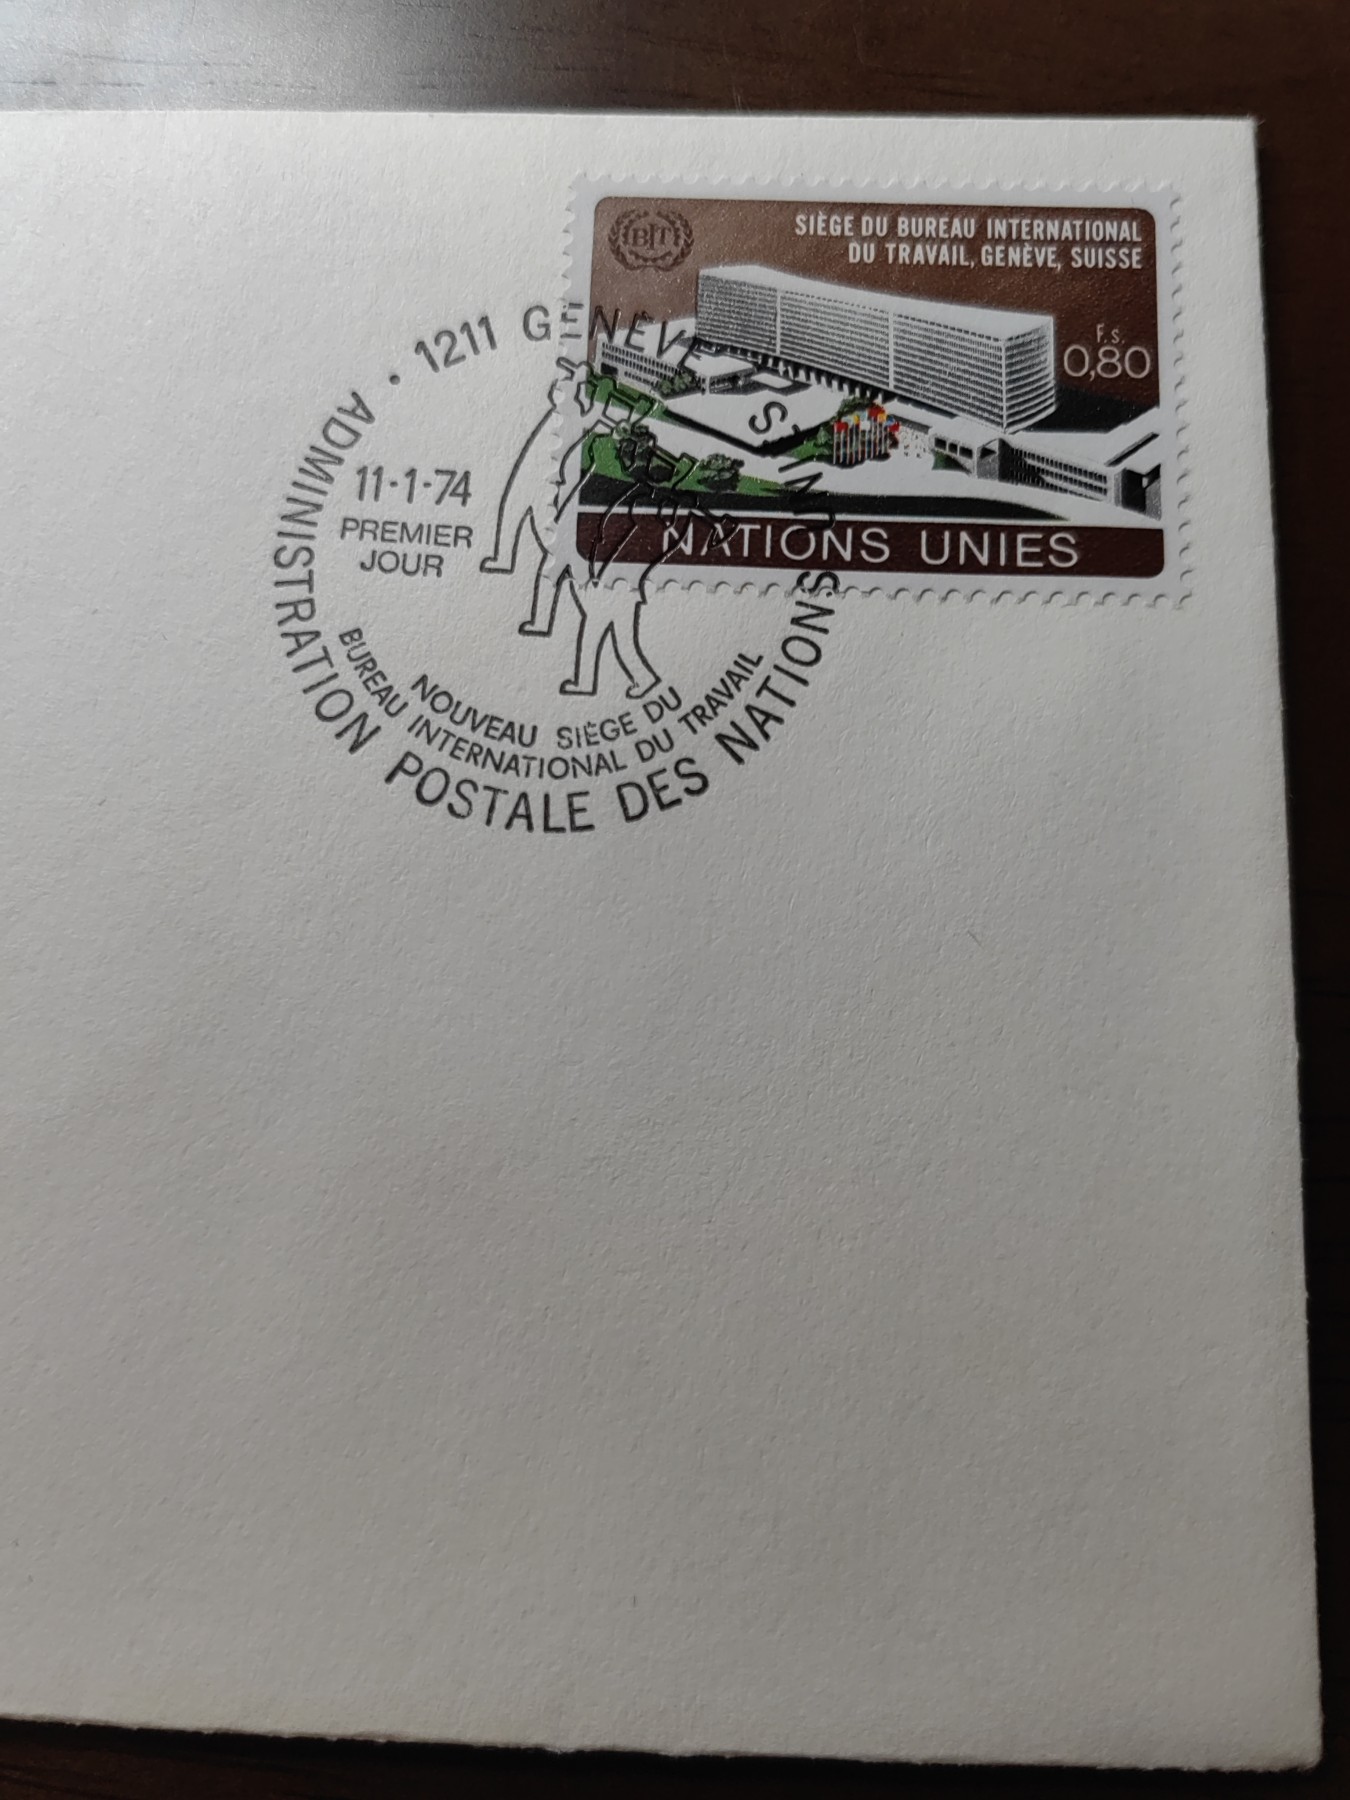 SIÈGE DU BUREAU INTERNATIONAL
DU TRAVAIL, GENÈVE, SUISSE
BIT
F.s.
0,80
NATIONS UNIES
1211 GENÈVE
11-1-74
PREMIER
JOUR
NOUVEAU SIÈGE DU
BUREAU INTERNATIONAL DU TRAVAIL
ADMINISTRATION POSTALE DES NATIONS